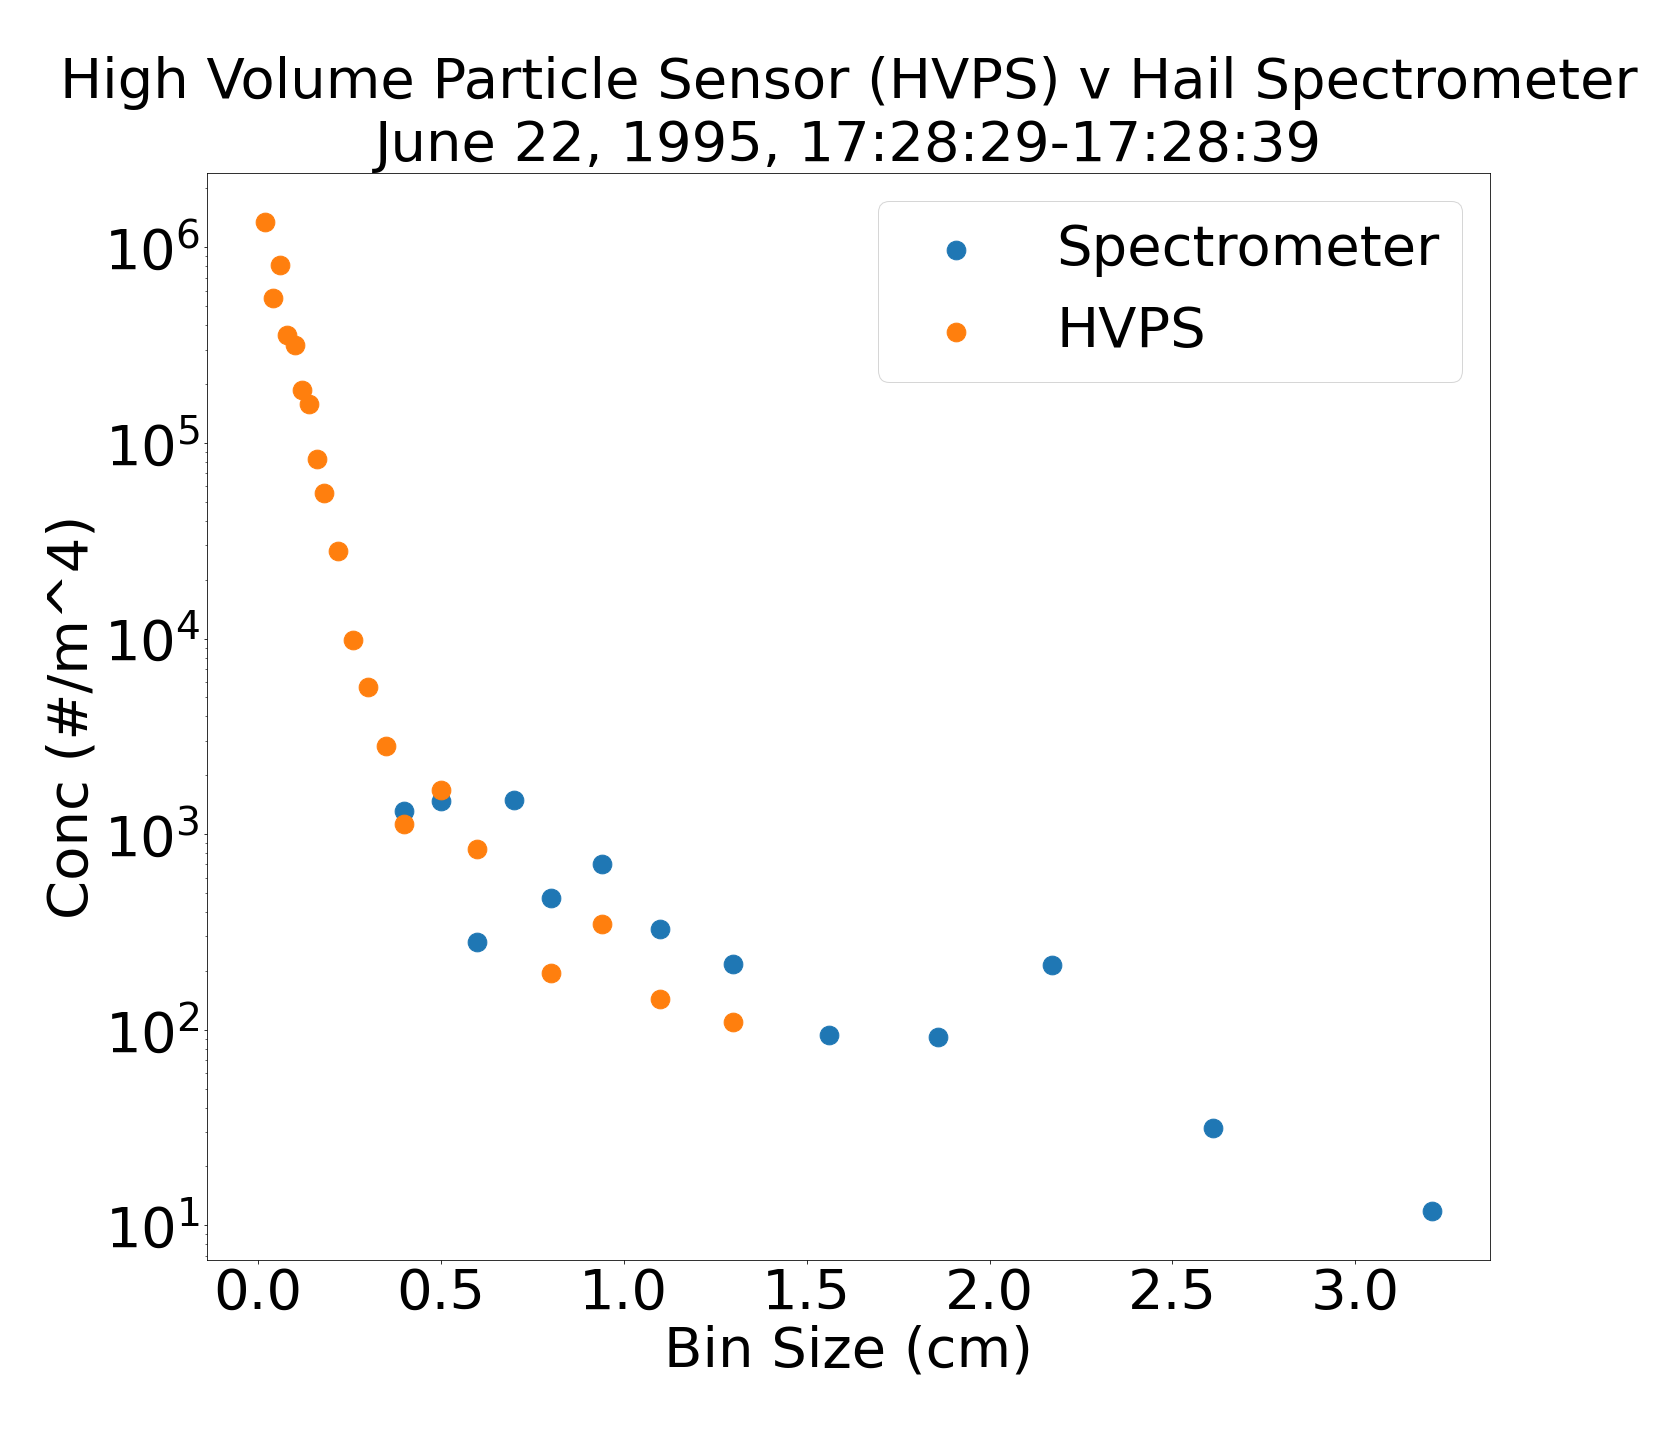 High Volume Particle Sensor (HVPS) v Hail Spectrometer
June 22, 1995, 17:28:29-17:28:39
Spectrometer
HVPS
Conc (#/m^4)
10^6
10^5
10^4
10^3
10^2
10^1
0.0 0.5 1.0 1.5 2.0 2.5 3.0
Bin Size (cm)